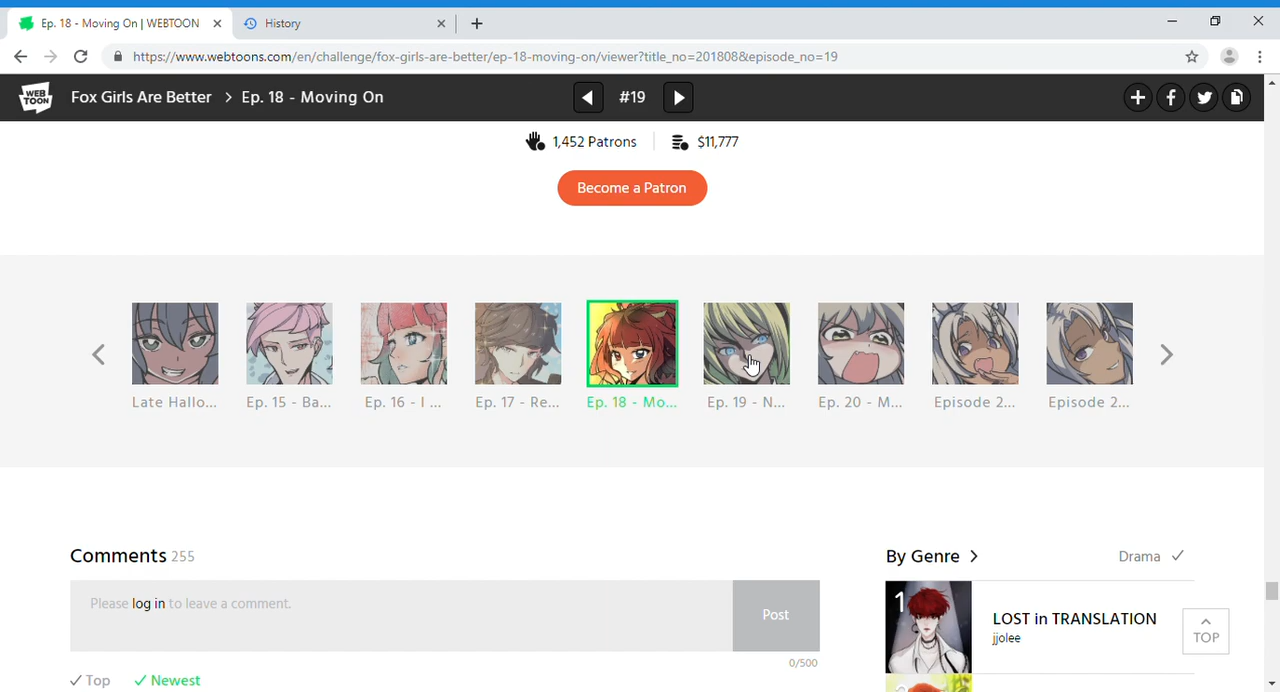 Ep. 18 - Moving On | WEBTOON
History
https://www.webtoons.com/en/challenge/fox-girls-are-better/ep-18-moving-on/viewer?title_no=201808&episode_no=19
WEB TOON Fox Girls Are Better > Ep. 18 - Moving On #19
1,452 Patrons $11,777
Become a Patron
Late Hallo... Ep. 15 - Ba... Ep. 16 - I ... Ep. 17 - Re... Ep. 18 - Mo... Ep. 19 - N... Ep. 20 - M... Episode 2... Episode 2...
Comments 255
Please log in to leave a comment.
Post
0/500
Top Newest
By Genre > Drama
1
LOST in TRANSLATION
jjolee
2
TOP